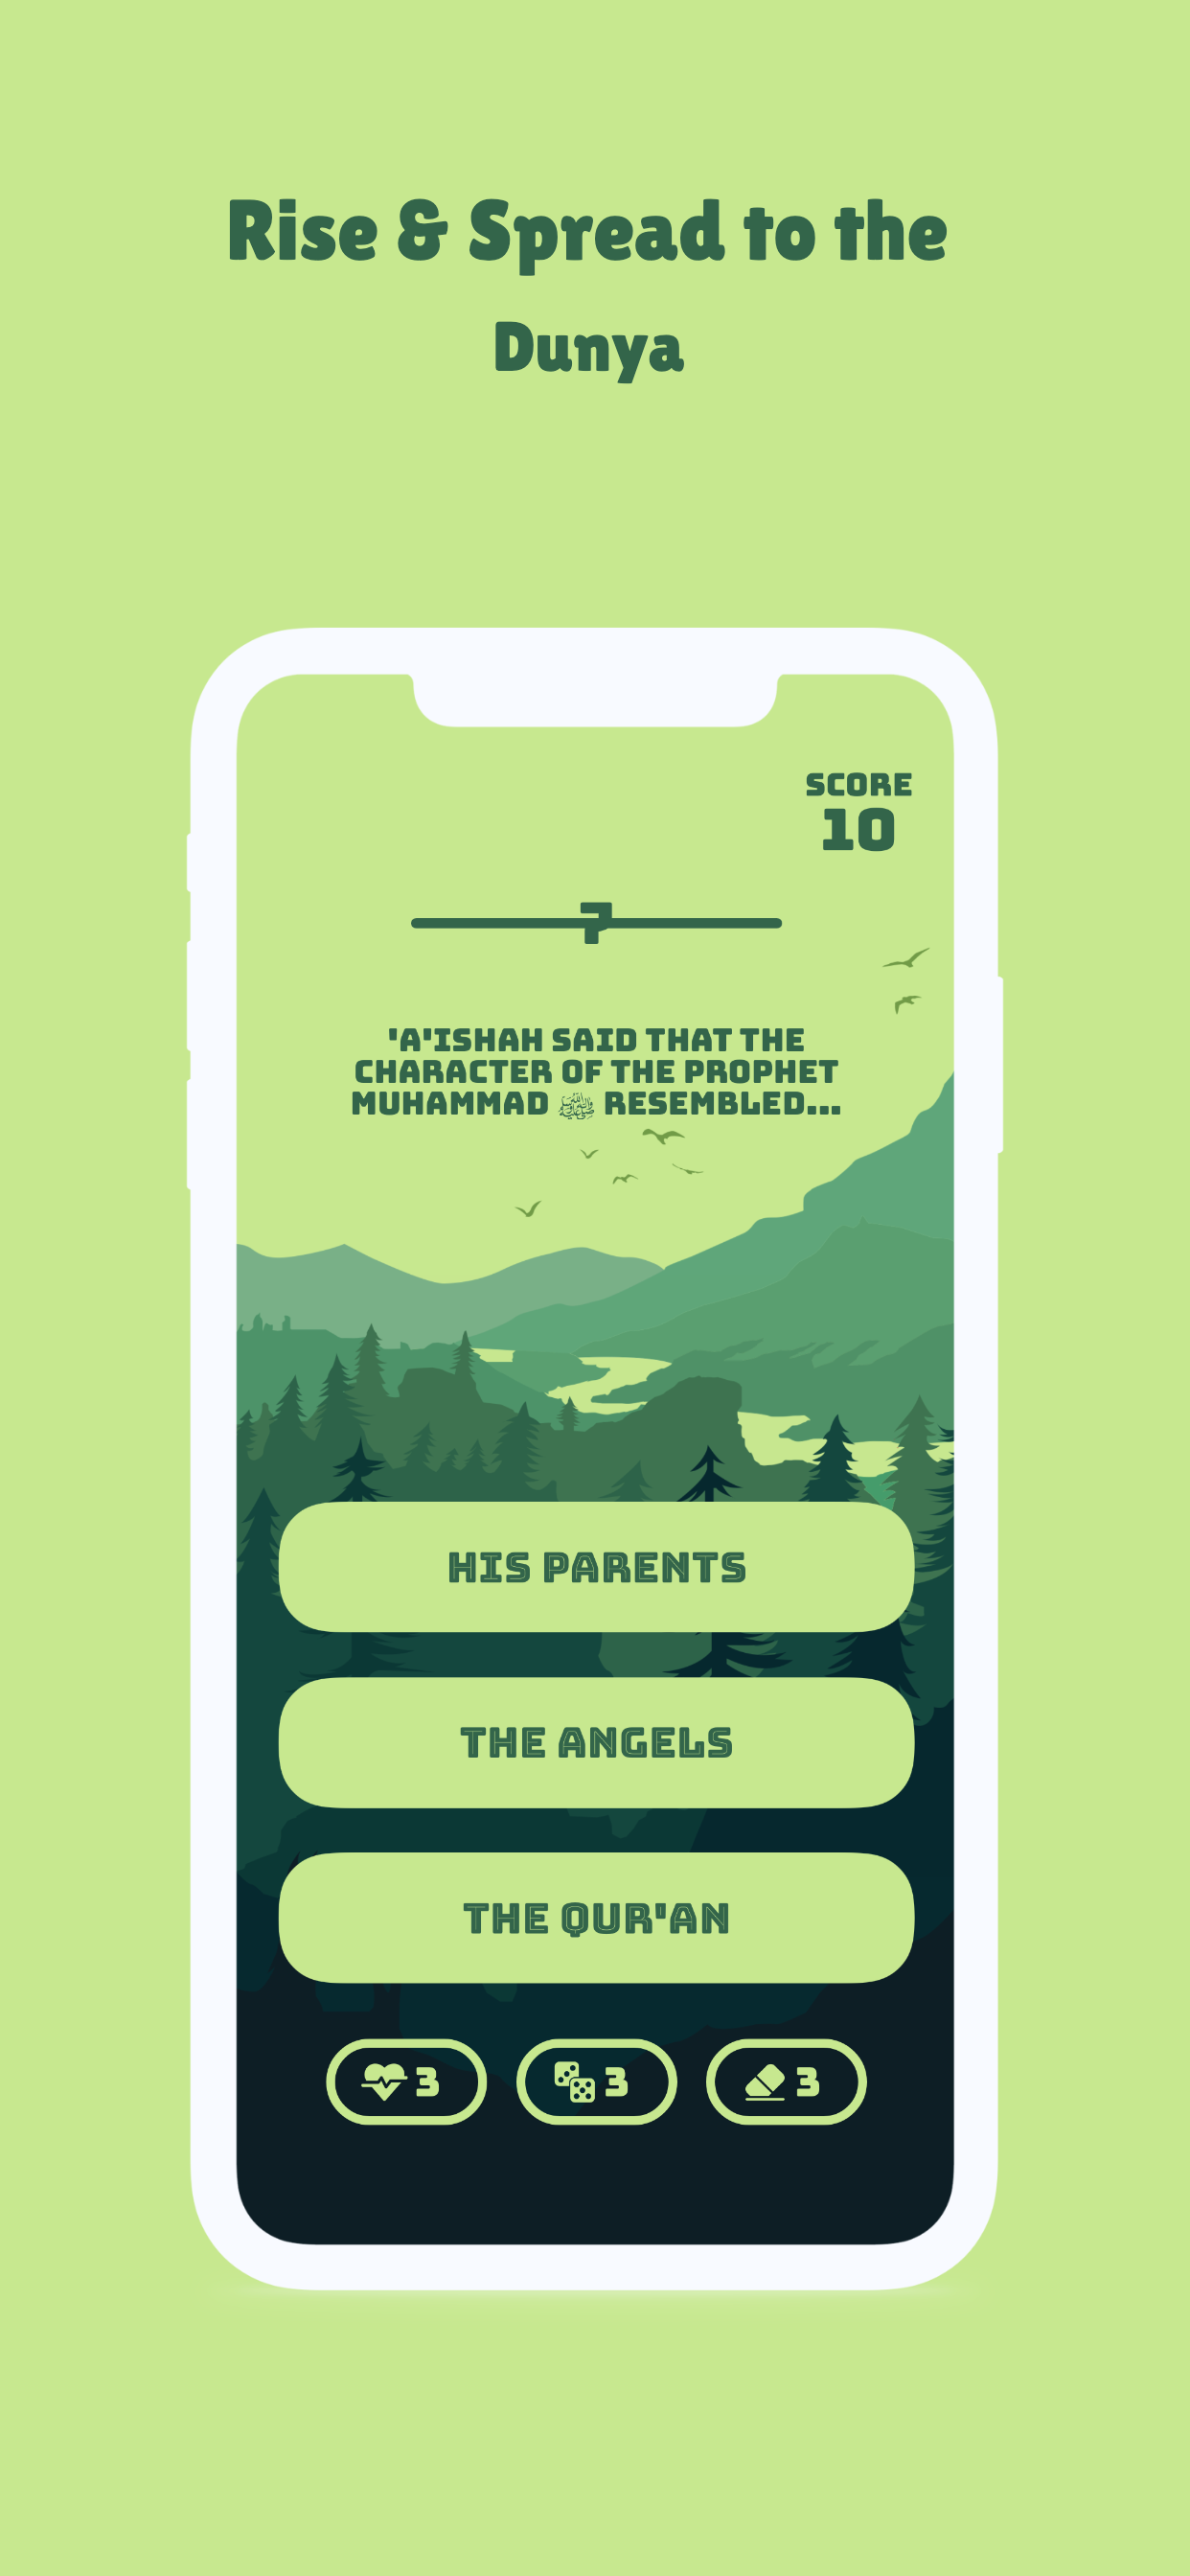 Rise & Spread to the
Dunya
SCORE
10
7
'A'ISHAH SAID THAT THE
CHARACTER OF THE PROPHET
MUHAMMAD ﷺ RESEMBLED...
HIS PARENTS
THE ANGELS
THE QUR'AN
3
3
3